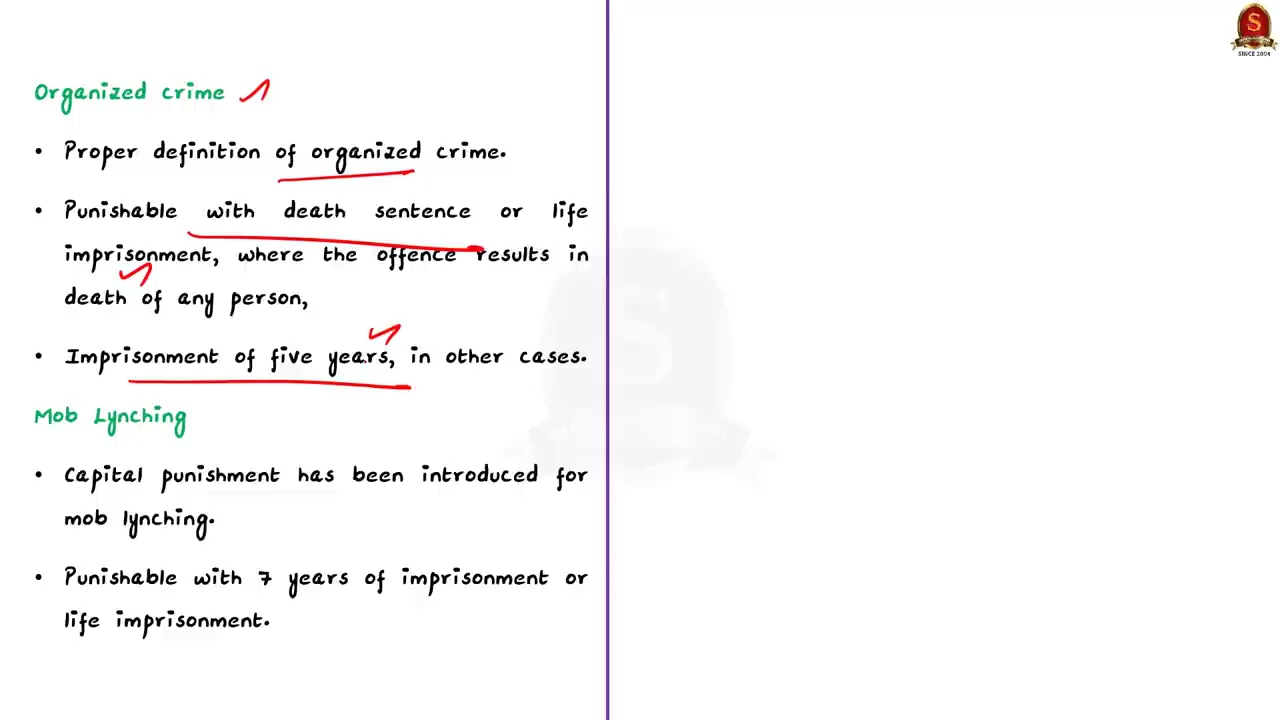 Organized crime
• Proper definition of organized crime.
• Punishable with death sentence or life
imprisonment, where the offence results in
death of any person,
• Imprisonment of five years, in other cases.
Mob Lynching
• Capital punishment has been introduced for
mob lynching.
• Punishable with 7 years of imprisonment or
life imprisonment.
S
SINCE 2004